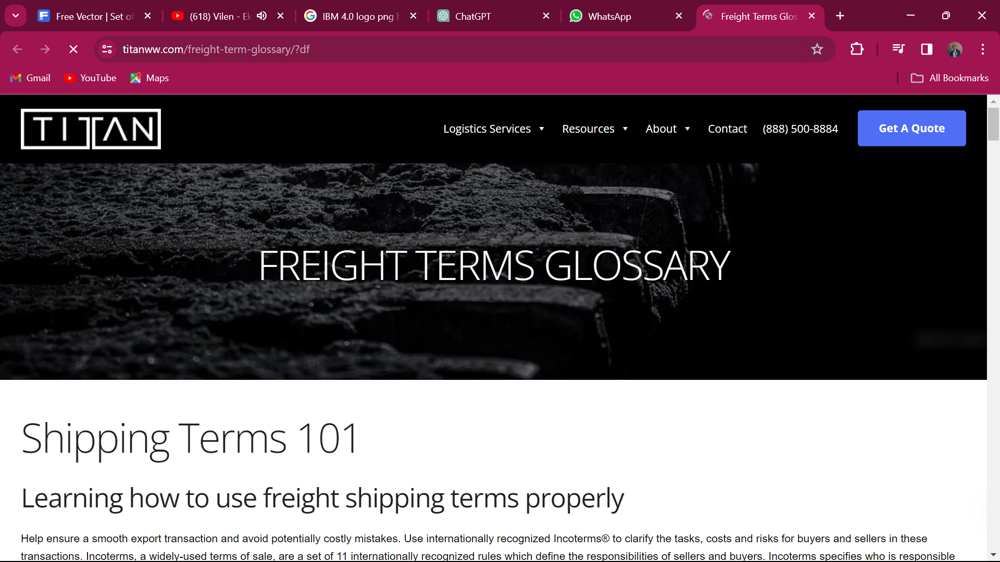 Free Vector | Set of
(618) Vilen - Ek
IBM 4.0 logo png
ChatGPT
WhatsApp
Freight Terms Glos
titanww.com/freight-term-glossary/?df
Gmail
YouTube
Maps
All Bookmarks
TITAN
Logistics Services
Resources
About
Contact
(888) 500-8884
Get A Quote
FREIGHT TERMS GLOSSARY
Shipping Terms 101
Learning how to use freight shipping terms properly
Help ensure a smooth export transaction and avoid potentially costly mistakes. Use internationally recognized Incoterms® to clarify the tasks, costs and risks for buyers and sellers in these
transactions. Incoterms, a widely-used terms of sale, are a set of 11 internationally recognized rules which define the responsibilities of sellers and buyers. Incoterms specifies who is responsible